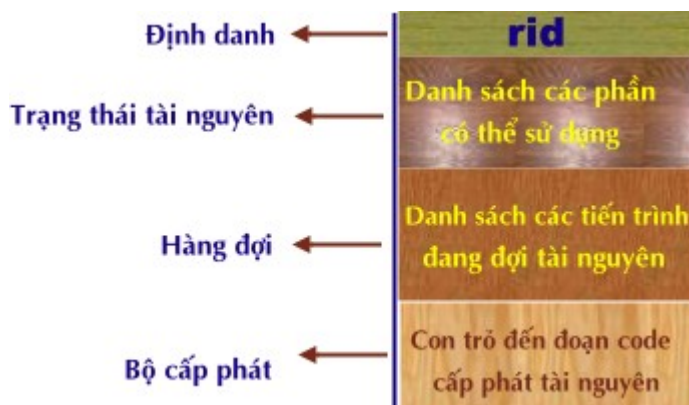 Định danh
rid
Trạng thái tài nguyên
Danh sách các phần
có thể sử dụng
Hàng đợi
Danh sách các tiến trình
đang đợi tài nguyên
Bộ cấp phát
Con trỏ đến đoạn code
cấp phát tài nguyên